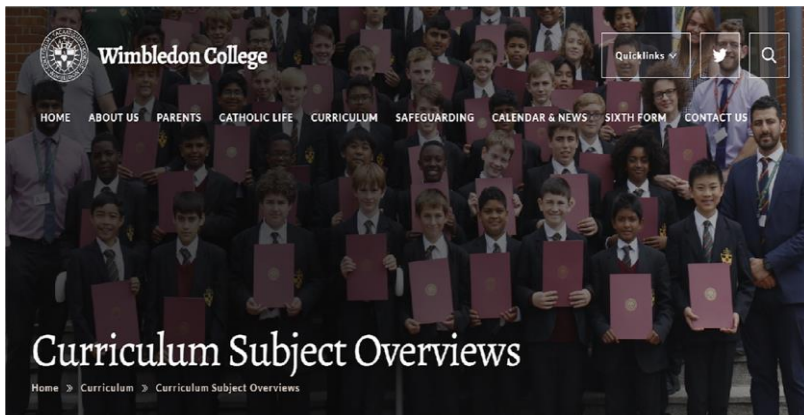 Wimbledon College
Quicklinks
HOME ABOUT US PARENTS CATHOLIC LIFE CURRICULUM SAFEGUARDING CALENDAR & NEWS SIXTH FORM CONTACT US
Curriculum Subject Overviews
Home » Curriculum » Curriculum Subject Overviews